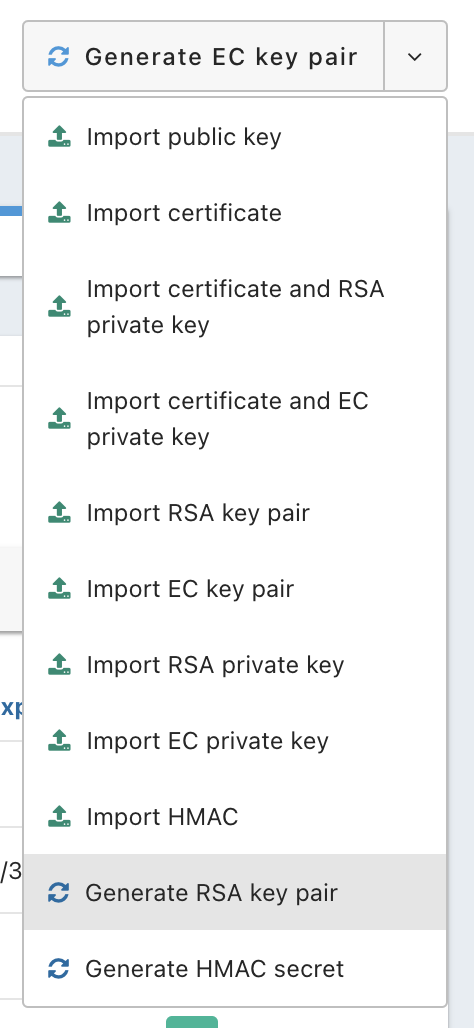 Generate EC key pair
Import public key
Import certificate
Import certificate and RSA
private key
Import certificate and EC
private key
Import RSA key pair
Import EC key pair
Import RSA private key
xp
Import EC private key
Import HMAC
/3
Generate RSA key pair
Generate HMAC secret